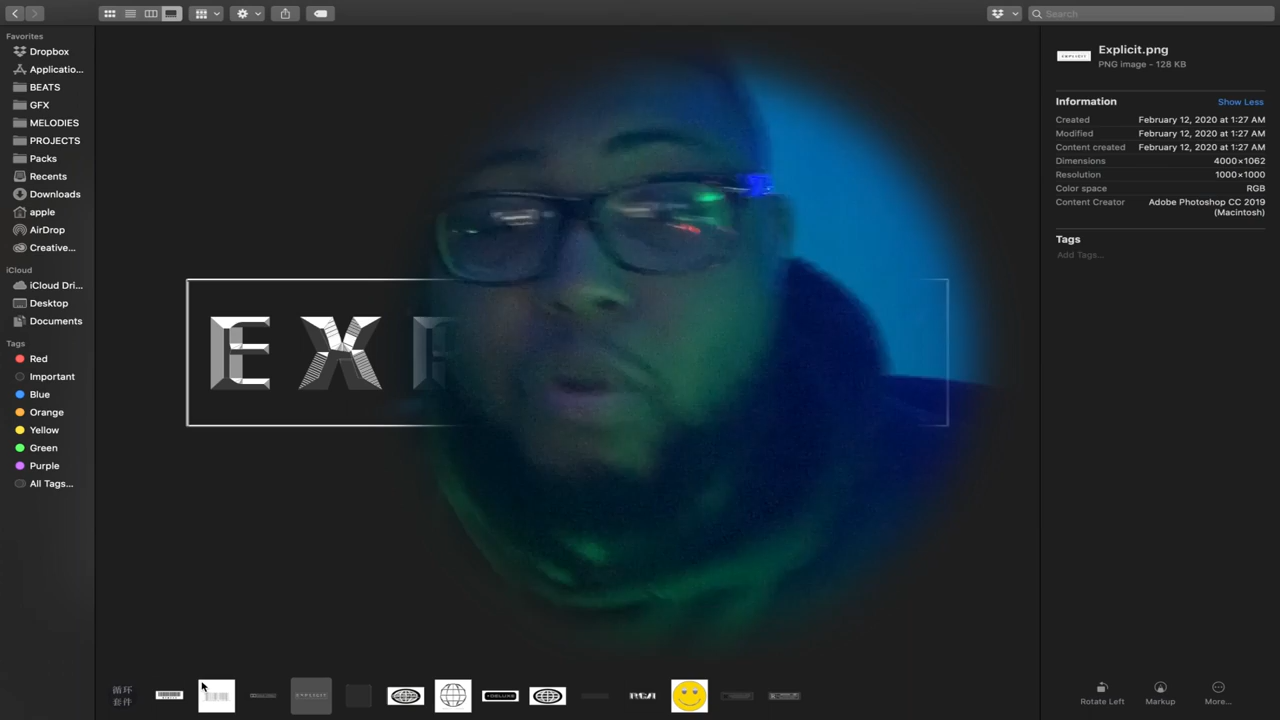 Search
Favorites
Dropbox
Applicatio...
BEATS
GFX
MELODIES
PROJECTS
Packs
Recents
Downloads
apple
AirDrop
Creative...
iCloud
iCloud Dri...
Desktop
Documents
Tags
Red
Important
Blue
Orange
Yellow
Green
Purple
All Tags...
EX
Explicit.png
PNG image - 128 KB
Information Show Less
Created February 12, 2020 at 1:27 AM
Modified February 12, 2020 at 1:27 AM
Content created February 12, 2020 at 1:27 AM
Dimensions 4000×1062
Resolution 1000×1000
Color space RGB
Content Creator Adobe Photoshop CC 2019
(Macintosh)
Tags
Add Tags...
循环
套件
EXPLICIT
DELUXE
RCA
Rotate Left Markup More...